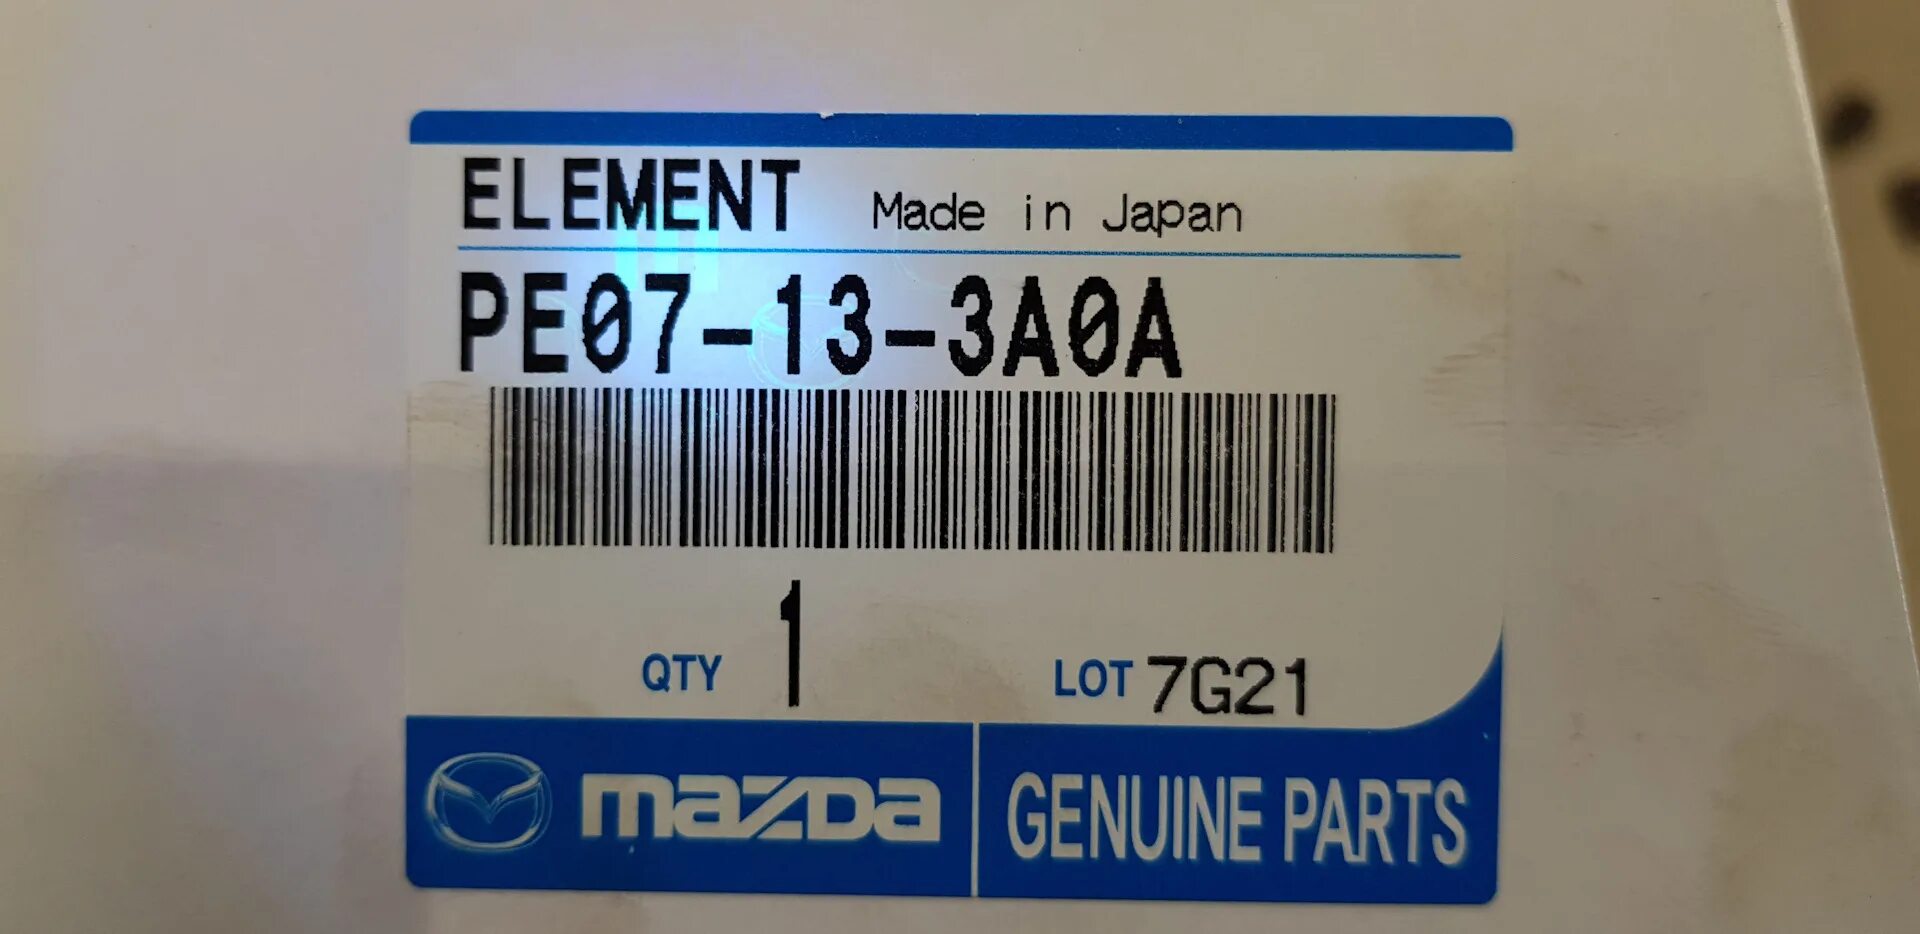 ELEMENT Made in Japan
PE07-13-3A0A
QTY 1 LOT 7G21
mazda GENUINE PARTS